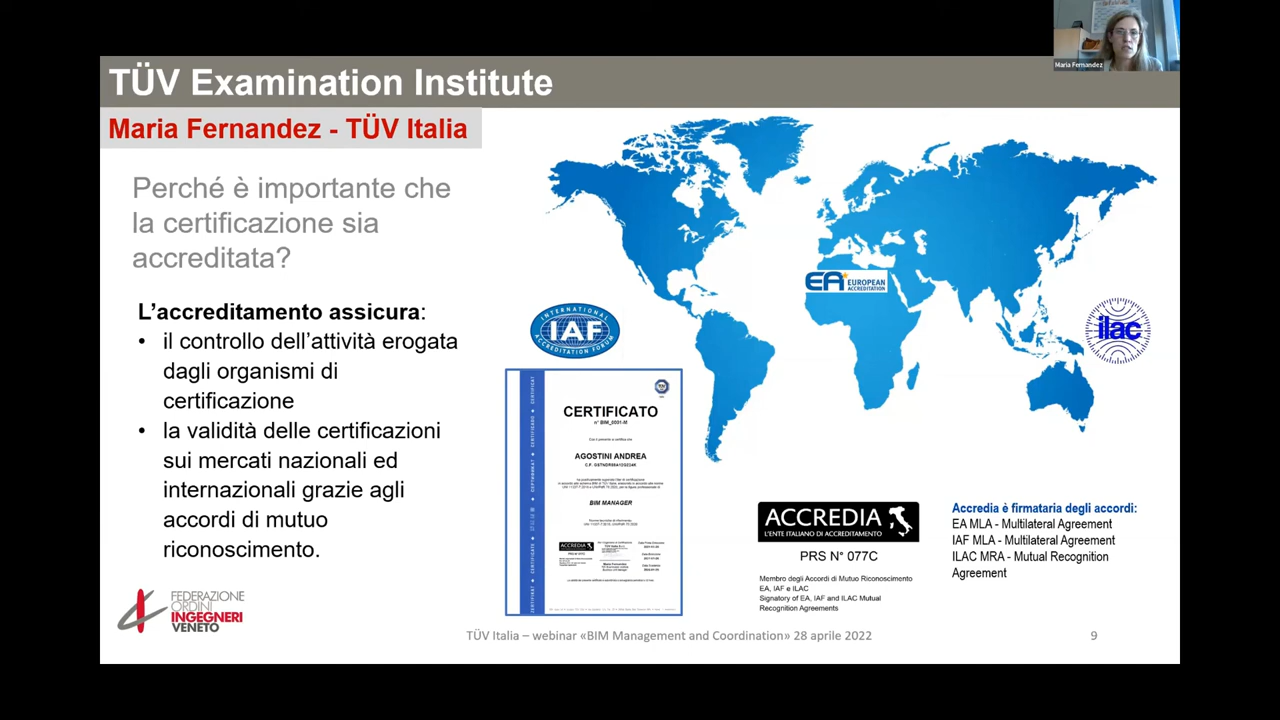 Maria Fernandez
TÜV Examination Institute
Maria Fernandez - TÜV Italia
Perché è importante che
la certificazione sia
accreditata?
L'accreditamento assicura:
• il controllo dell'attività erogata
dagli organismi di
certificazione
• la validità delle certificazioni
sui mercati nazionali ed
internazionali grazie agli
accordi di mutuo
riconoscimento.
INTERNATIONAL
IAF
ACCREDITATION FORUM
EA EUROPEAN
ACCREDITATION
ilac
CERTIFICATO
n° BIM_0001-M
AGOSTINI ANDREA
BIM MANAGER
ACCREDIA
L'ENTE ITALIANO DI ACCREDITAMENTO
PRS N° 077C
Membro degli Accordi di Mutuo Riconoscimento
EA, IAF e ILAC
Signatory of EA, IAF and ILAC Mutual
Recognition Agreements
Accredia è firmataria degli accordi:
EA MLA - Multilateral Agreement
IAF MLA - Multilateral Agreement
ILAC MRA - Mutual Recognition
Agreement
FEDERAZIONE
ORDINI
INGEGNERI
VENETO
TÜV Italia – webinar «BIM Management and Coordination» 28 aprile 2022
9